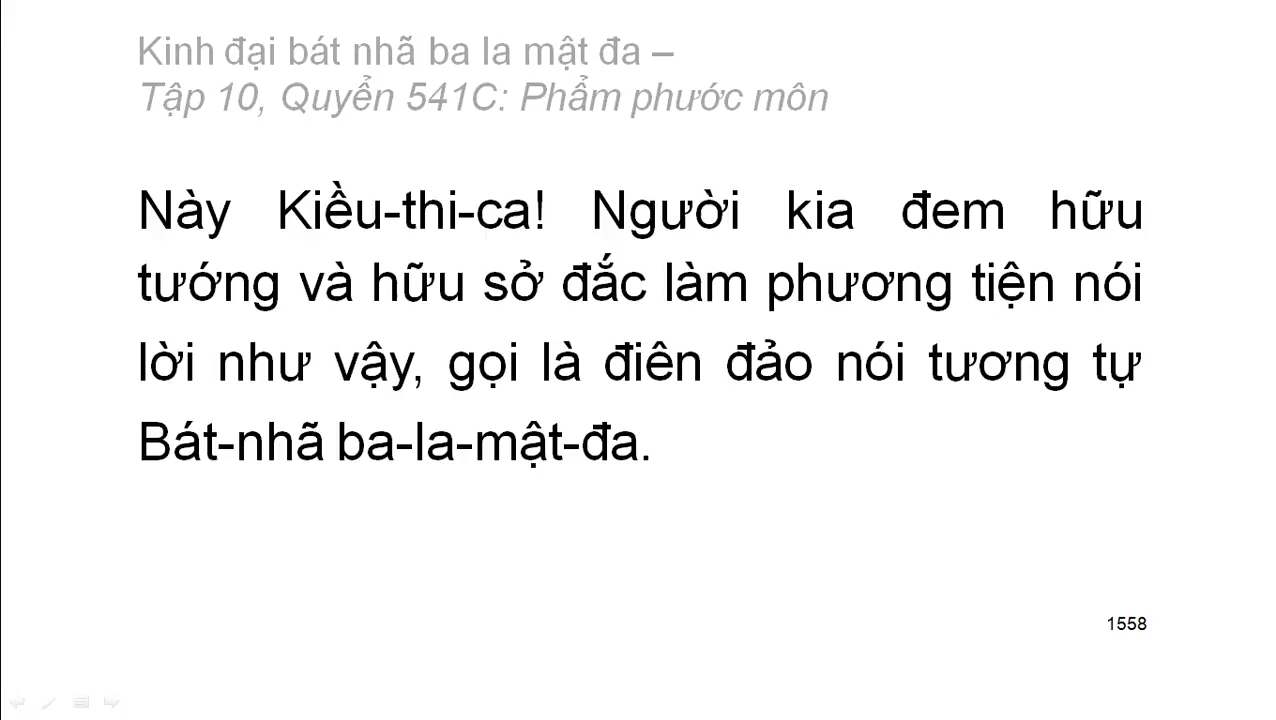 Kinh đại bát nhã ba la mật đa –
Tập 10, Quyển 541C: Phẩm phước môn
Này Kiều-thi-ca! Người kia đem hữu
tướng và hữu sở đắc làm phương tiện nói
lời như vậy, gọi là điên đảo nói tương tự
Bát-nhã ba-la-mật-đa.
1558